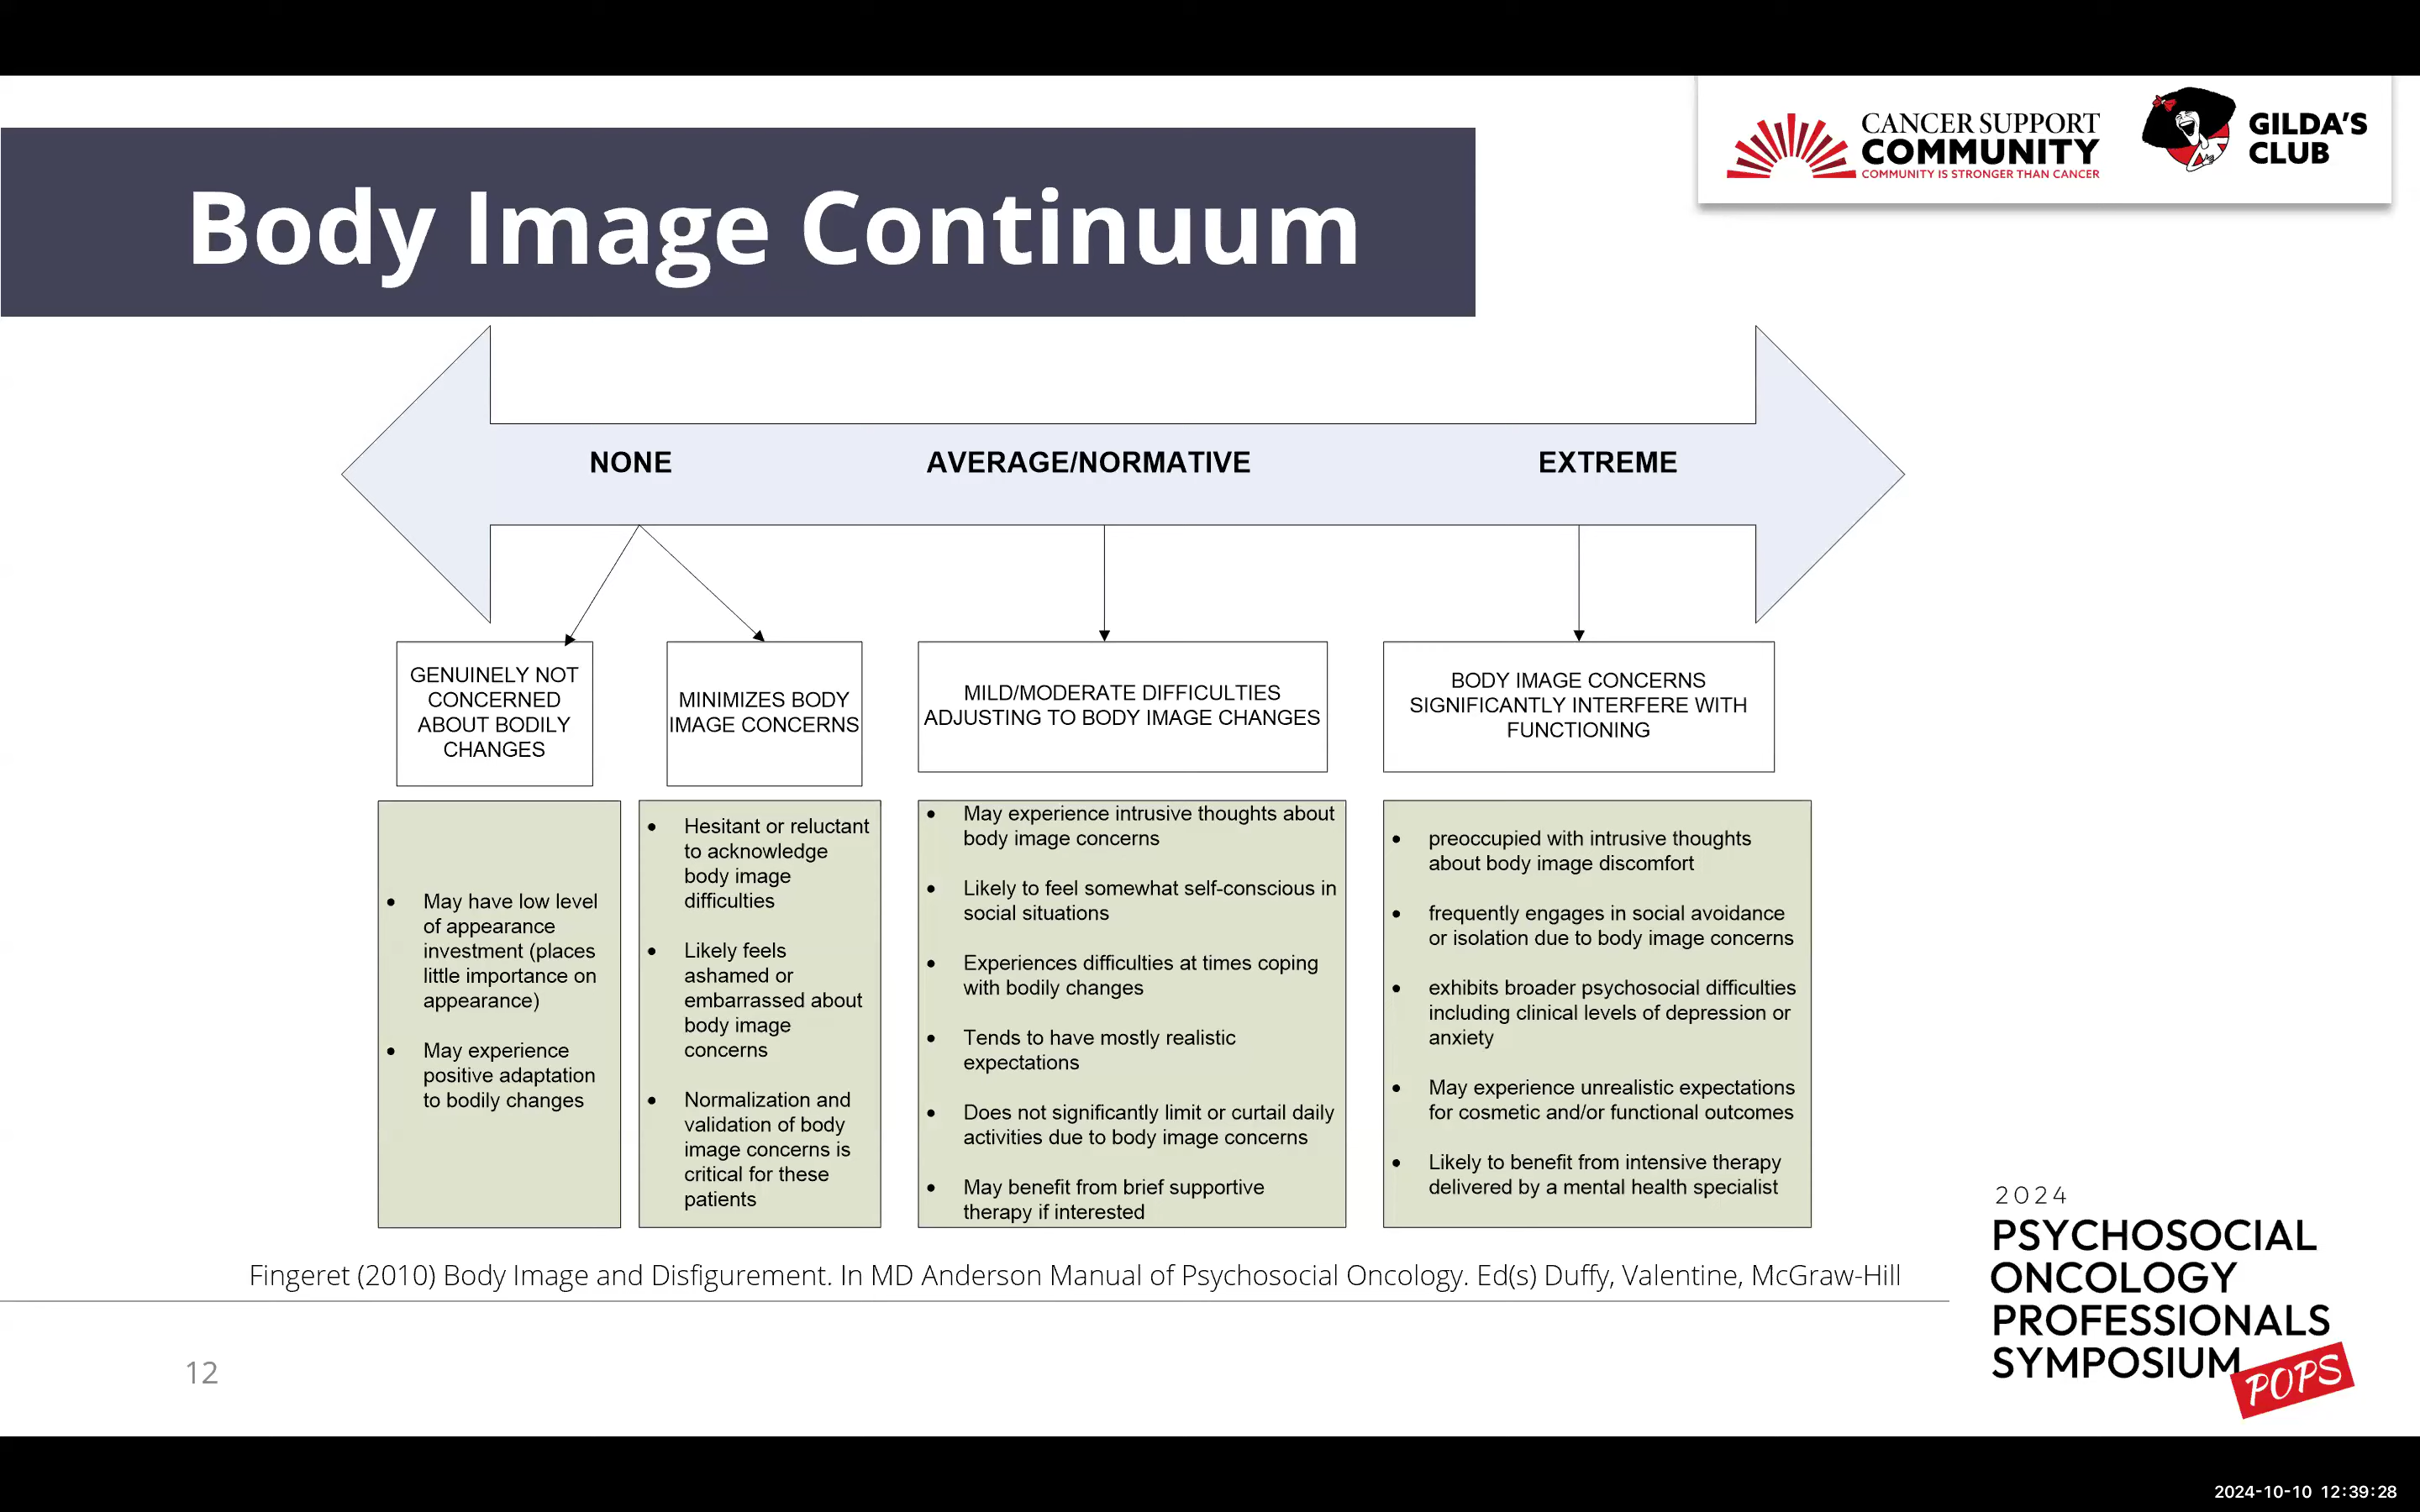 CANCER SUPPORT
COMMUNITY
COMMUNITY IS STRONGER THAN CANCER
GILDA'S
CLUB
Body Image Continuum
NONE
AVERAGE/NORMATIVE
EXTREME
GENUINELY NOT
CONCERNED
ABOUT BODILY
CHANGES
MINIMIZES BODY
IMAGE CONCERNS
MILD/MODERATE DIFFICULTIES
ADJUSTING TO BODY IMAGE CHANGES
BODY IMAGE CONCERNS
SIGNIFICANTLY INTERFERE WITH
FUNCTIONING
• May have low level
of appearance
investment (places
little importance on
appearance)
• May experience
positive adaptation
to bodily changes
• Hesitant or reluctant
to acknowledge
body image
difficulties
• Likely feels
ashamed or
embarrassed about
body image
concerns
• Normalization and
validation of body
image concerns is
critical for these
patients
• May experience intrusive thoughts about
body image concerns
• Likely to feel somewhat self-conscious in
social situations
• Experiences difficulties at times coping
with bodily changes
• Tends to have mostly realistic
expectations
• Does not significantly limit or curtail daily
activities due to body image concerns
• May benefit from brief supportive
therapy if interested
• preoccupied with intrusive thoughts
about body image discomfort
• frequently engages in social avoidance
or isolation due to body image concerns
• exhibits broader psychosocial difficulties
including clinical levels of depression or
anxiety
• May experience unrealistic expectations
for cosmetic and/or functional outcomes
• Likely to benefit from intensive therapy
delivered by a mental health specialist
Fingeret (2010) Body Image and Disfigurement. In MD Anderson Manual of Psychosocial Oncology. Ed(s) Duffy, Valentine, McGraw-Hill
12
2024
PSYCHOSOCIAL
ONCOLOGY
PROFESSIONALS
SYMPOSIUM
POPS
2024-10-10 12:39:28